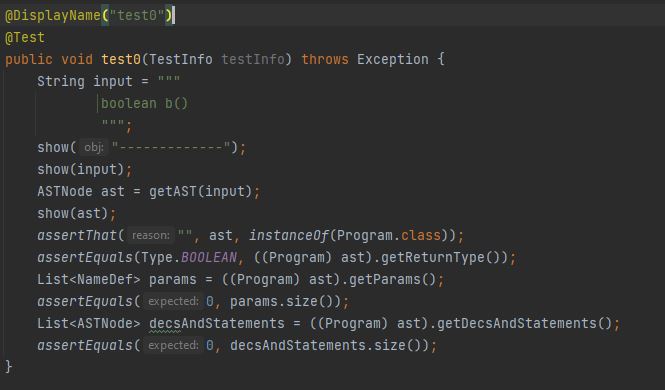 @DisplayName("test0")
@Test
public void test0(TestInfo testInfo) throws Exception {
    String input = """
            boolean b()
            """;
    show( obj: "-------------");
    show(input);
    ASTNode ast = getAST(input);
    show(ast);
    assertThat( reason: "", ast, instanceOf(Program.class));
    assertEquals(Type.BOOLEAN, ((Program) ast).getReturnType());
    List<NameDef> params = ((Program) ast).getParams();
    assertEquals( expected: 0, params.size());
    List<ASTNode> decsAndStatements = ((Program) ast).getDecsAndStatements();
    assertEquals( expected: 0, decsAndStatements.size());
}